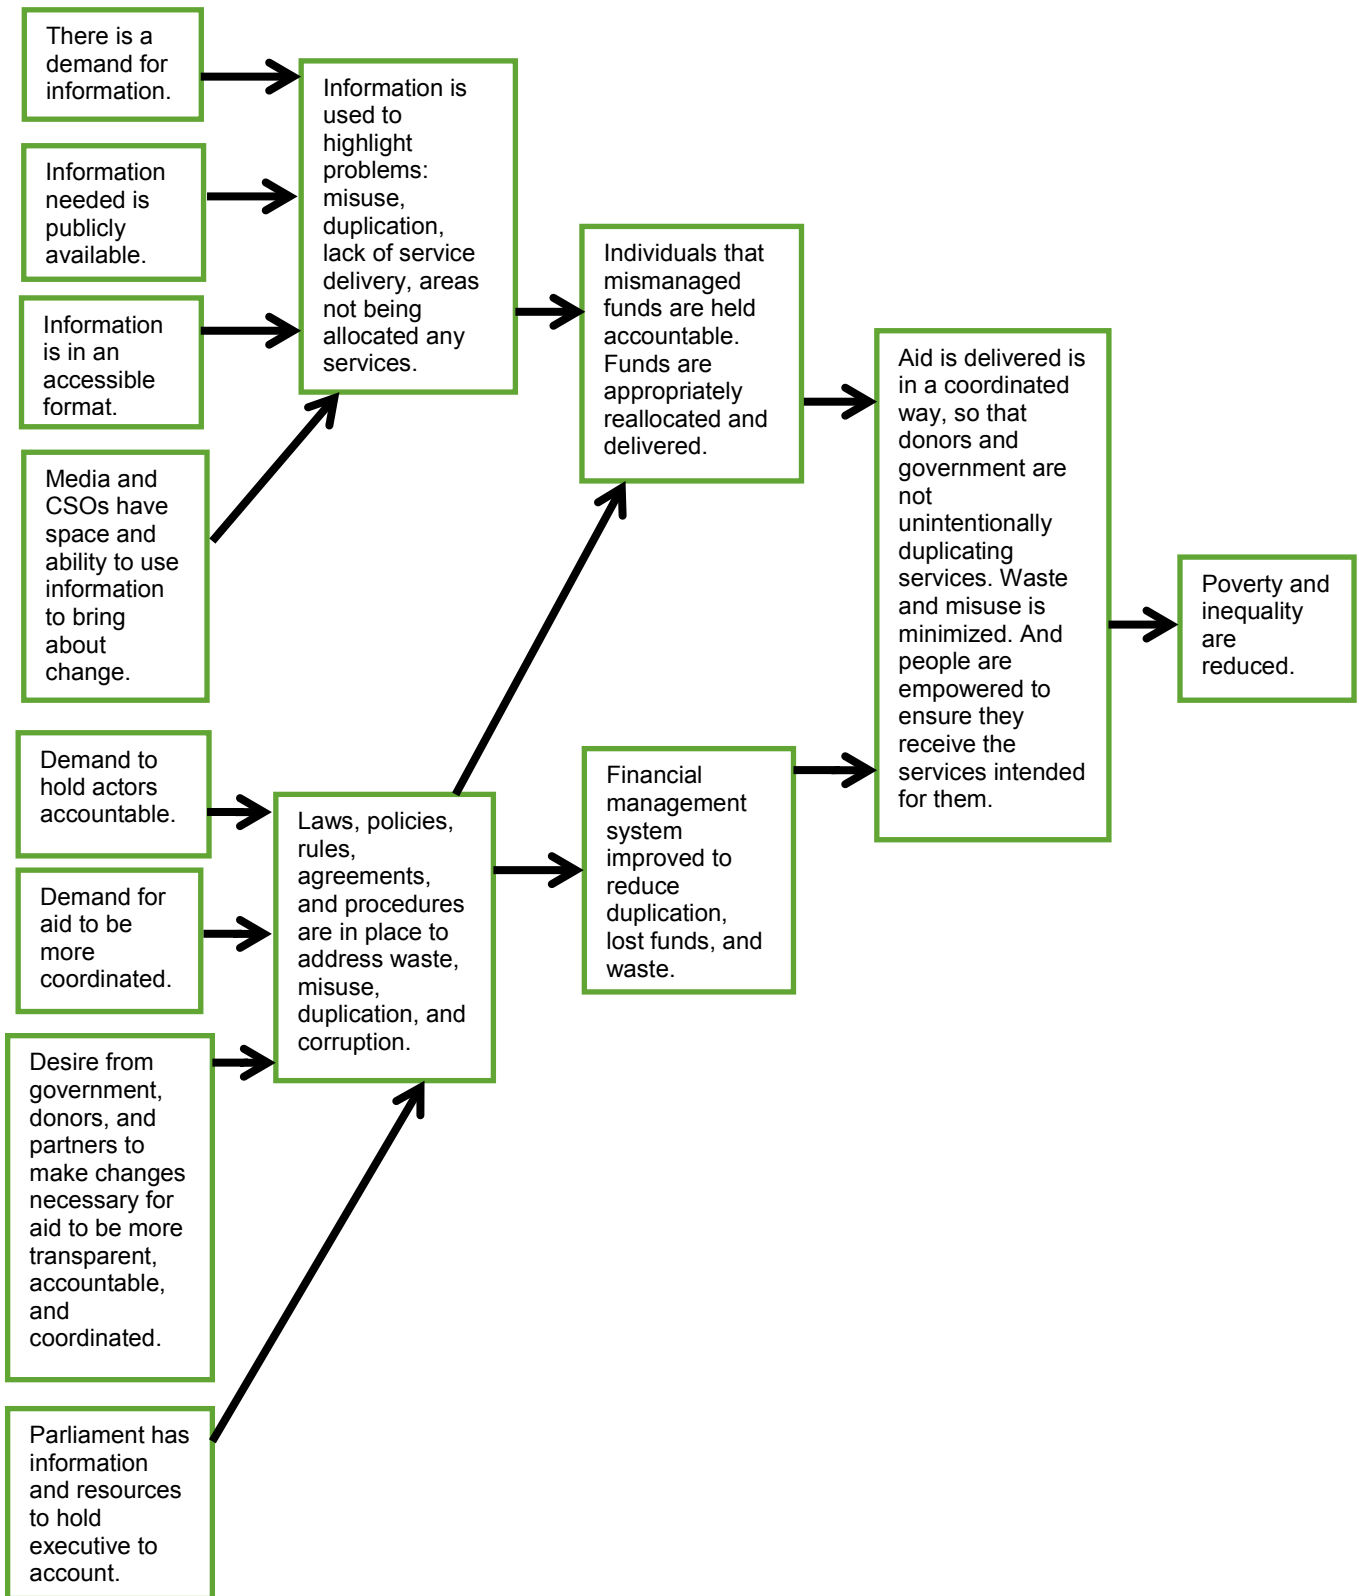 There is a
demand for
information.
Information
needed is
publicly
available.
Information
is in an
accessible
format.
Media and
CSOs have
space and
ability to use
information
to bring
about
change.
Demand to
hold actors
accountable.
Demand for
aid to be
more
coordinated.
Desire from
government,
donors, and
partners to
make changes
necessary for
aid to be more
transparent,
accountable,
and
coordinated.
Parliament has
information
and resources
to hold
executive to
account.
Information is
used to
highlight
problems:
misuse,
duplication,
lack of service
delivery, areas
not being
allocated any
services.
Laws, policies,
rules,
agreements,
and procedures
are in place to
address waste,
misuse,
duplication, and
corruption.
Individuals that
mismanaged
funds are held
accountable.
Funds are
appropriately
reallocated and
delivered.
Financial
management
system
improved to
reduce
duplication,
lost funds, and
waste.
Aid is delivered is
in a coordinated
way, so that
donors and
government are
not
unintentionally
duplicating
services. Waste
and misuse is
minimized. And
people are
empowered to
ensure they
receive the
services intended
for them.
Poverty and
inequality
are
reduced.